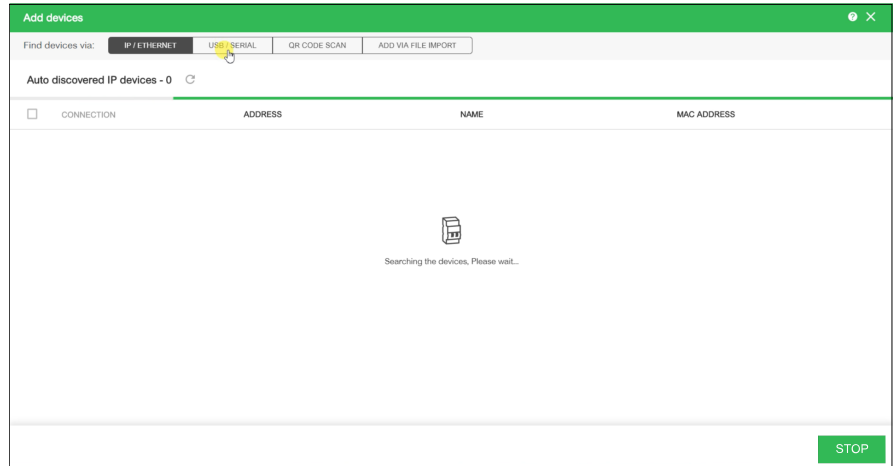 Add devices
Find devices via: IP / ETHERNET USB / SERIAL QR CODE SCAN ADD VIA FILE IMPORT
Auto discovered IP devices - 0
CONNECTION ADDRESS NAME MAC ADDRESS
Searching the devices, Please wait...
STOP